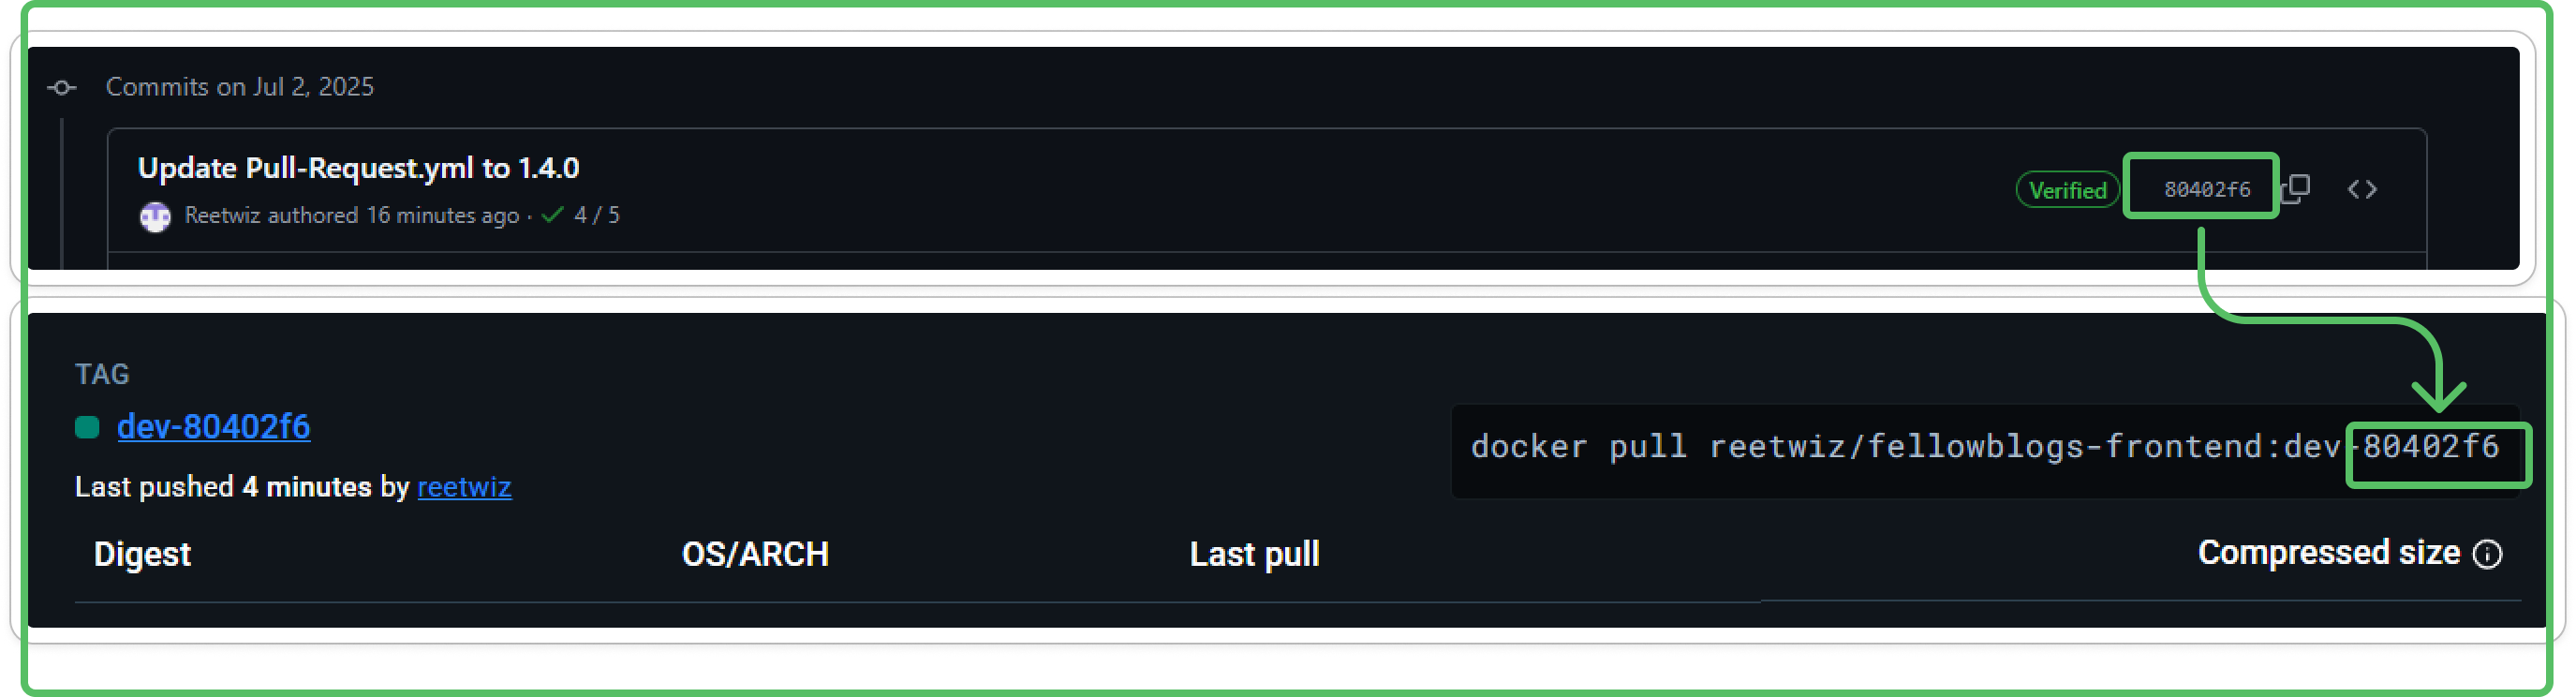 Commits on Jul 2, 2025
Update Pull-Request.yml to 1.4.0
Reetwiz authored 16 minutes ago · ✓ 4 / 5
Verified
80402f6
TAG
dev-80402f6
docker pull reetwiz/fellowblogs-frontend:dev-80402f6
Last pushed 4 minutes by reetwiz
Digest OS/ARCH Last pull Compressed size